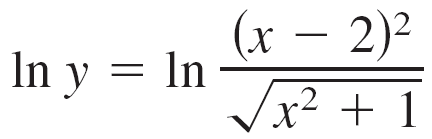 ln y = ln (x − 2)² / √(x² + 1)